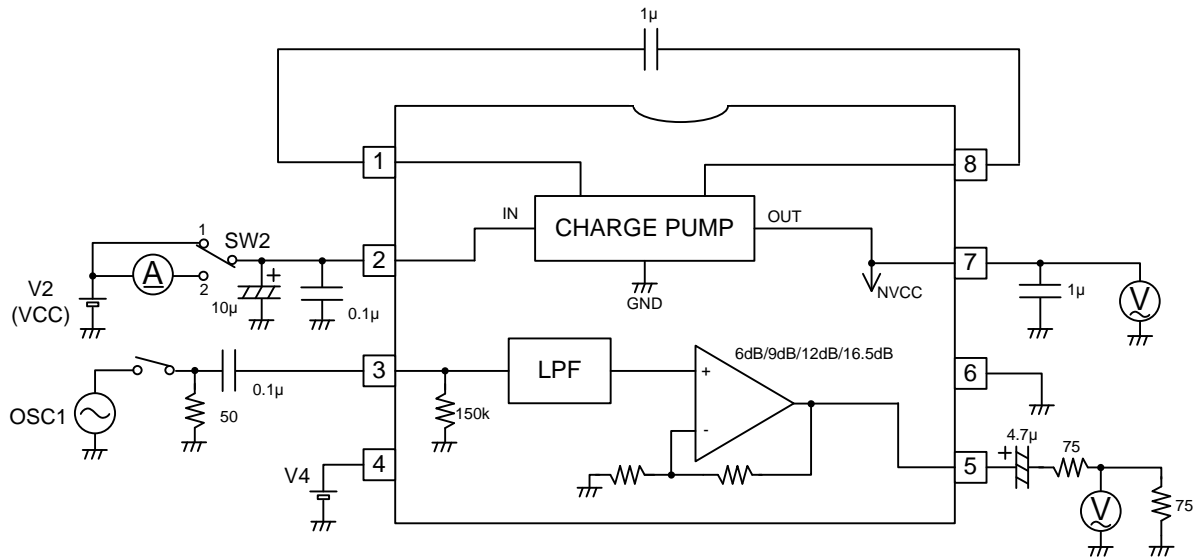 1µ
1
8
IN
CHARGE PUMP
OUT
1
SW2
2
7
A
2
+
GND
NVCC
V
V2
(VCC)
10µ
0.1µ
1µ
6dB/9dB/12dB/16.5dB
3
LPF
+
6
OSC1
50
0.1µ
150k
-
4.7µ
V4
4
5
+
75
V
75